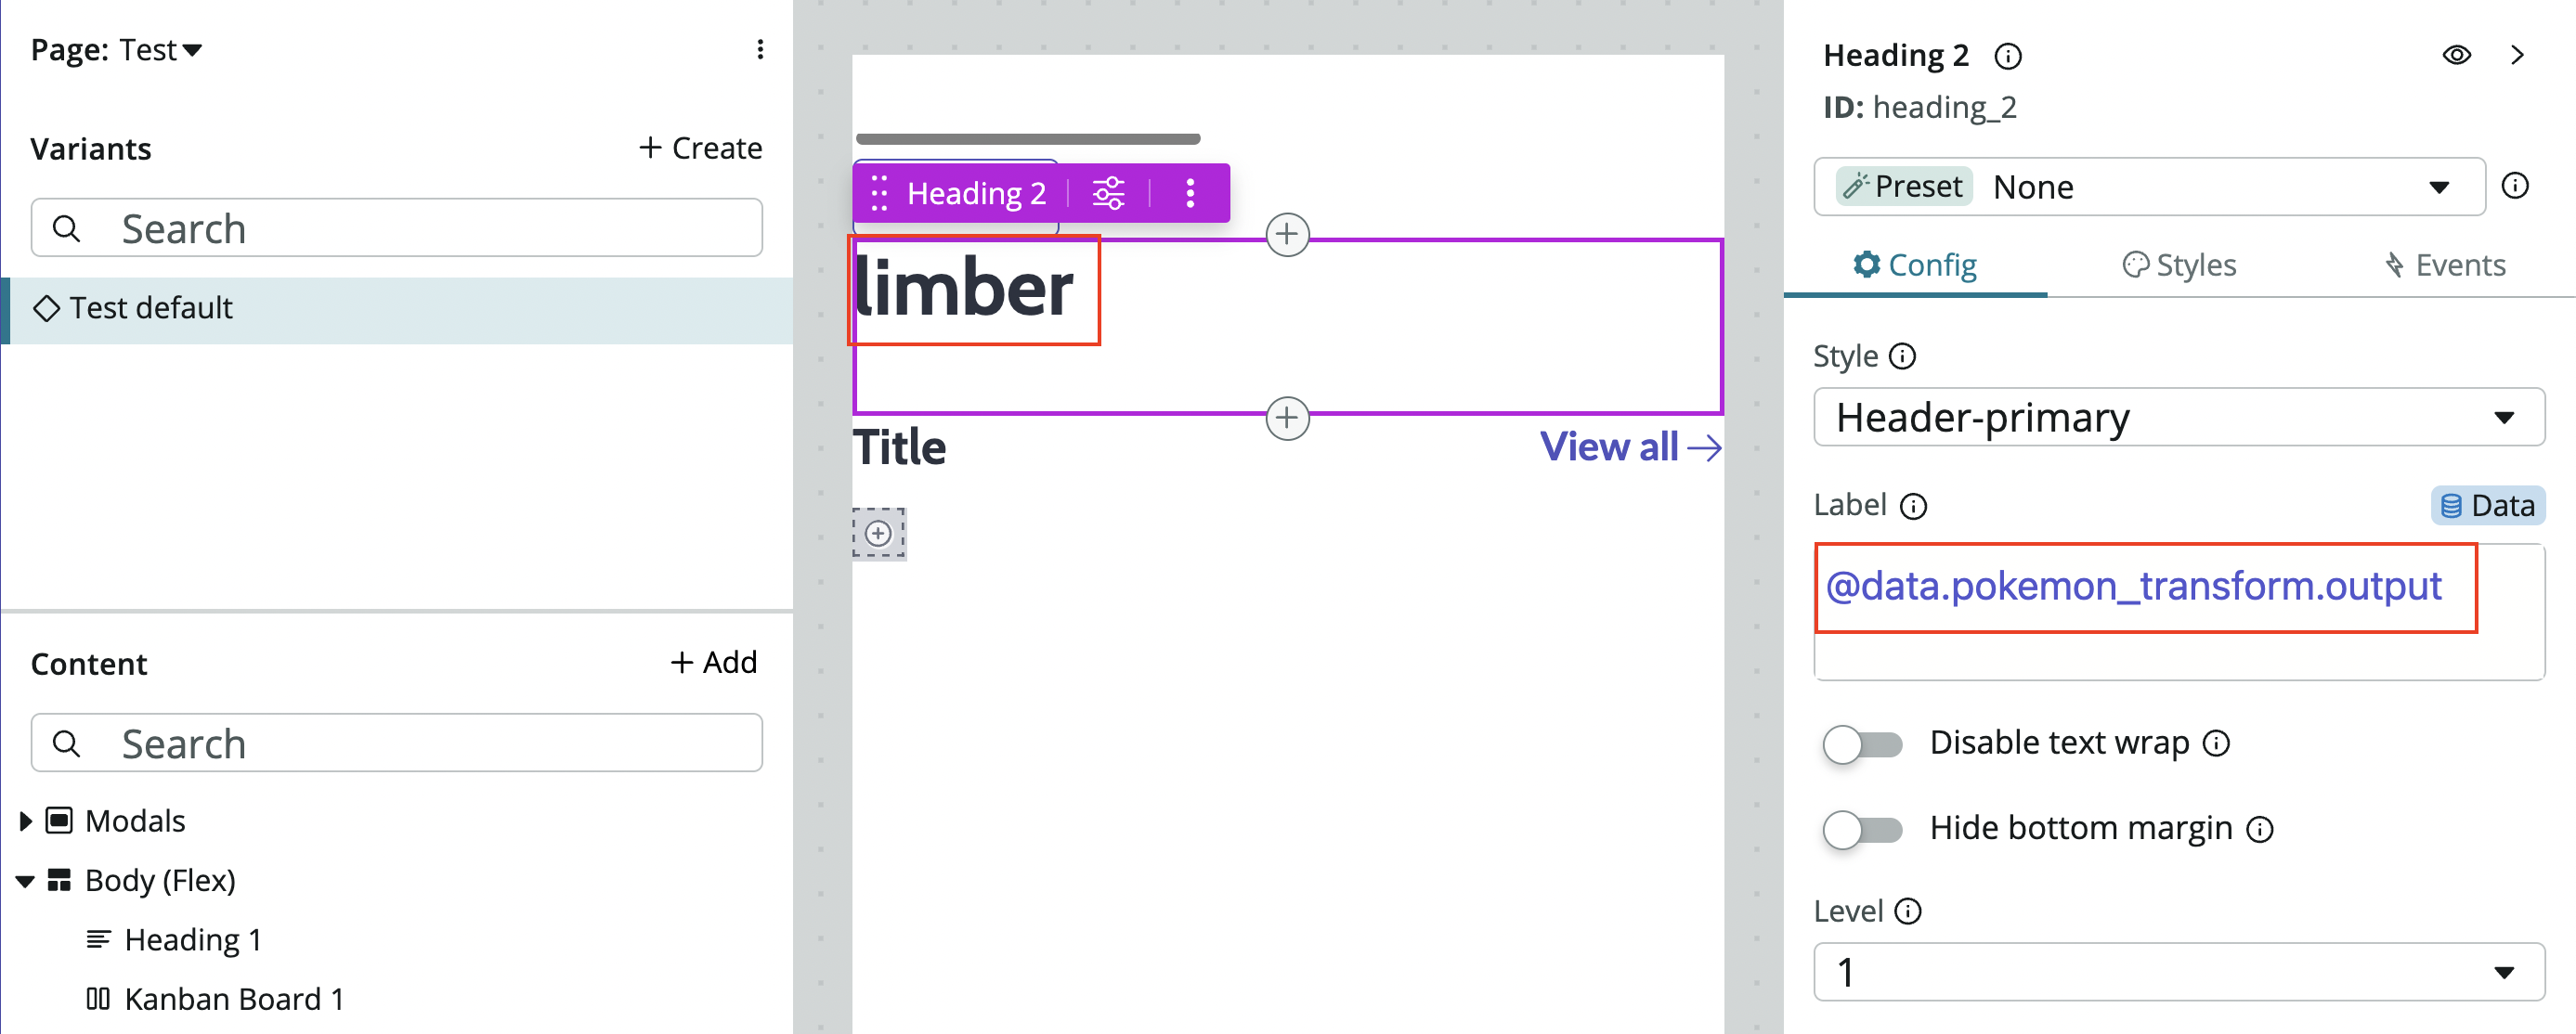 Page: Test
Variants
+ Create
Search
Test default
Content
+ Add
Search
Modals
Body (Flex)
Heading 1
Kanban Board 1
Heading 2
limber
Title
View all
Heading 2
ID: heading_2
Preset None
Config
Styles
Events
Style
Header-primary
Label
Data
@data.pokemon_transform.output
Disable text wrap
Hide bottom margin
Level
1